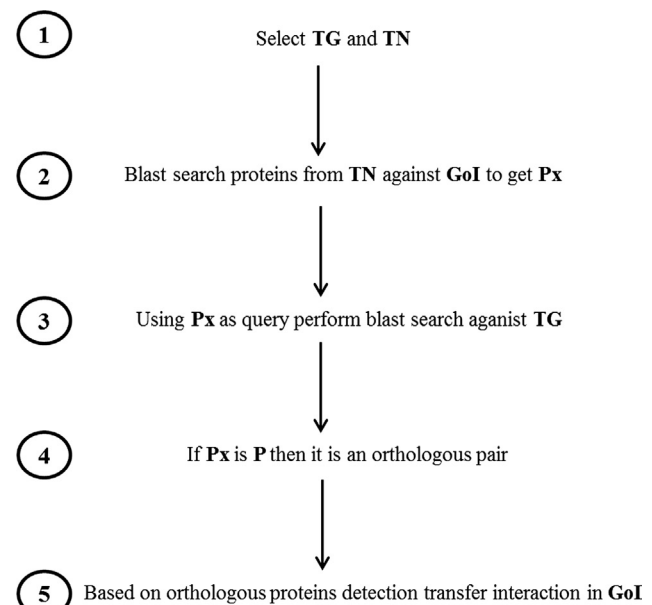 1 Select TG and TN
2 Blast search proteins from TN against GoI to get Px
3 Using Px as query perform blast search aganist TG
4 If Px is P then it is an orthologous pair
5 Based on orthologous proteins detection transfer interaction in GoI